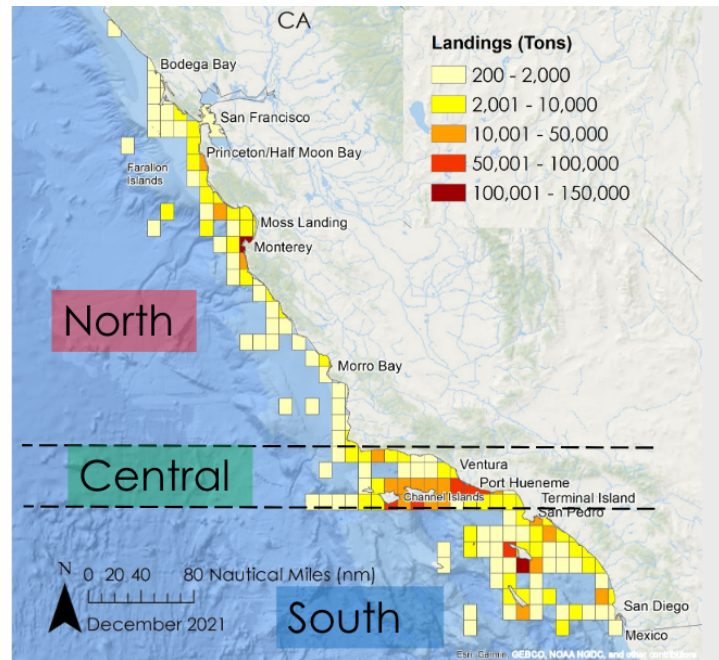 CA
Landings (Tons)
200 - 2,000
2,001 - 10,000
10,001 - 50,000
50,001 - 100,000
100,001 - 150,000
Bodega Bay
San Francisco
Princeton/Half Moon Bay
Farallon
Islands
Moss Landing
Monterey
North
Morro Bay
Central
Ventura
Port Hueneme
Channel Islands
Terminal Island
San Pedro
N
0 20 40 80 Nautical Miles (nm)
December 2021
South
San Diego
Mexico
Esri, Garmin, GEBCO, NOAA NGDC, and other contributors